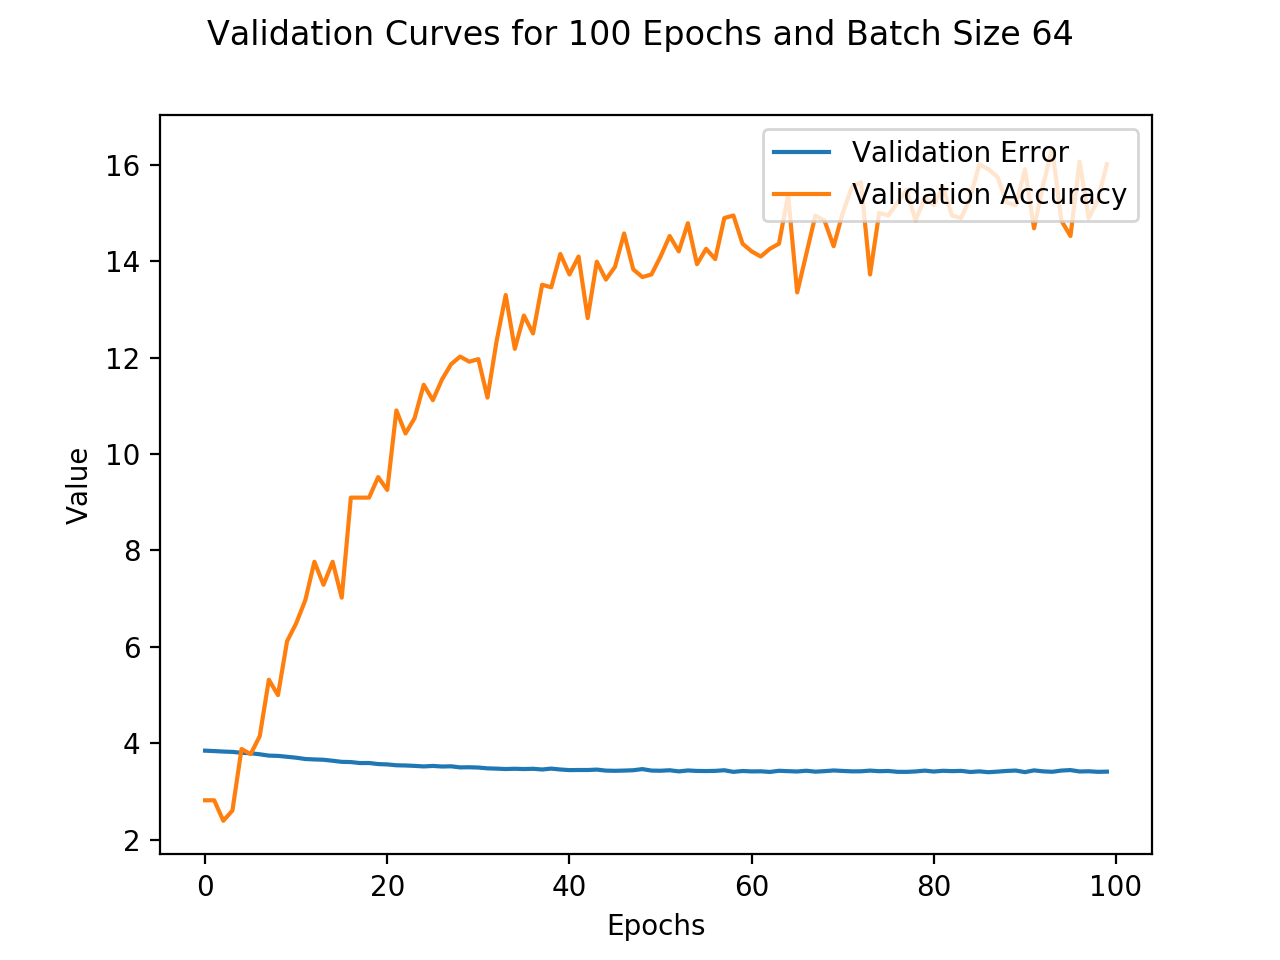 Validation Curves for 100 Epochs and Batch Size 64
Validation Error
Validation Accuracy
16
14
12
10
8
6
4
2
Value
0 20 40 60 80 100
Epochs